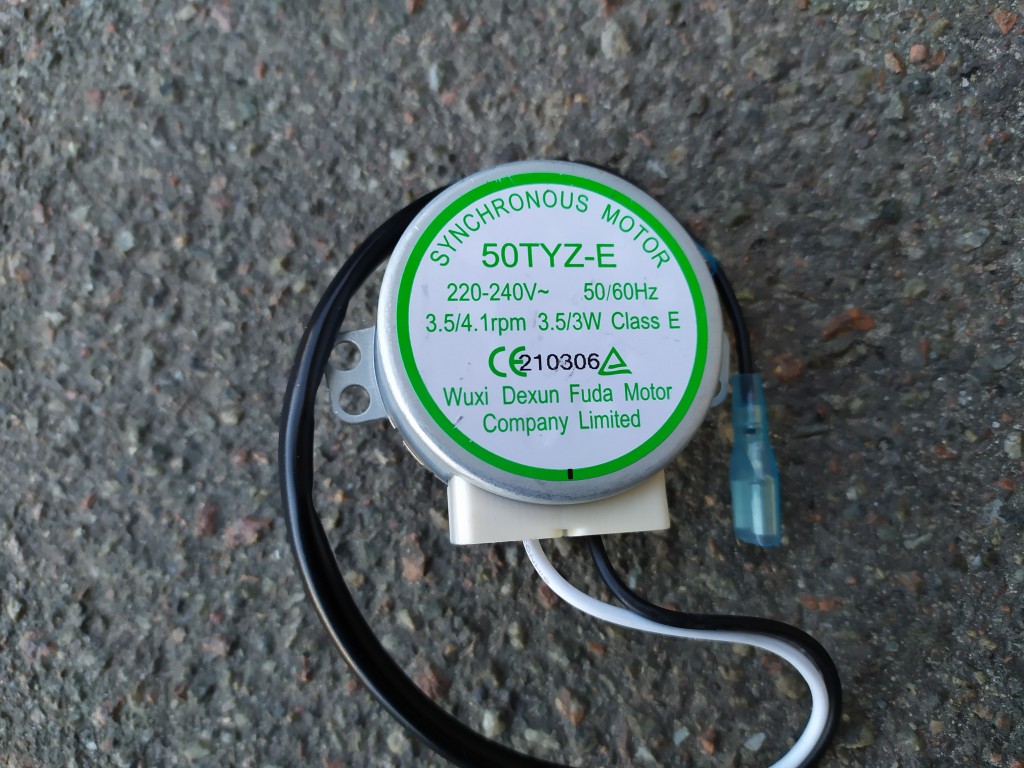 SYNCHRONOUS MOTOR
50TYZ-E
220-240V~ 50/60Hz
3.5/4.1rpm 3.5/3W Class E
CE 210306
Wuxi Dexun Fuda Motor
Company Limited